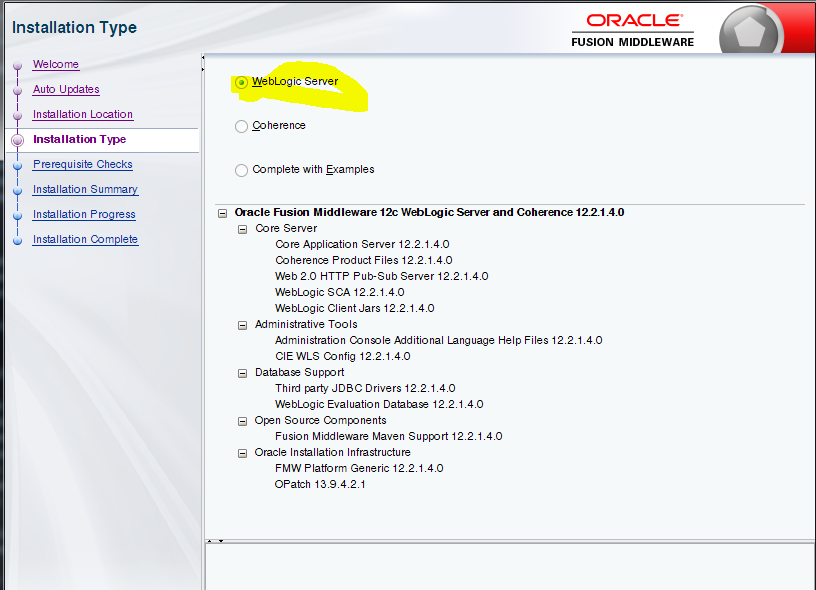 Installation Type
ORACLE®
FUSION MIDDLEWARE
Welcome
Auto Updates
Installation Location
Installation Type
Prerequisite Checks
Installation Summary
Installation Progress
Installation Complete
WebLogic Server
Coherence
Complete with Examples
Oracle Fusion Middleware 12c WebLogic Server and Coherence 12.2.1.4.0
Core Server
Core Application Server 12.2.1.4.0
Coherence Product Files 12.2.1.4.0
Web 2.0 HTTP Pub-Sub Server 12.2.1.4.0
WebLogic SCA 12.2.1.4.0
WebLogic Client Jars 12.2.1.4.0
Administrative Tools
Administration Console Additional Language Help Files 12.2.1.4.0
CIE WLS Config 12.2.1.4.0
Database Support
Third party JDBC Drivers 12.2.1.4.0
WebLogic Evaluation Database 12.2.1.4.0
Open Source Components
Fusion Middleware Maven Support 12.2.1.4.0
Oracle Installation Infrastructure
FMW Platform Generic 12.2.1.4.0
OPatch 13.9.4.2.1